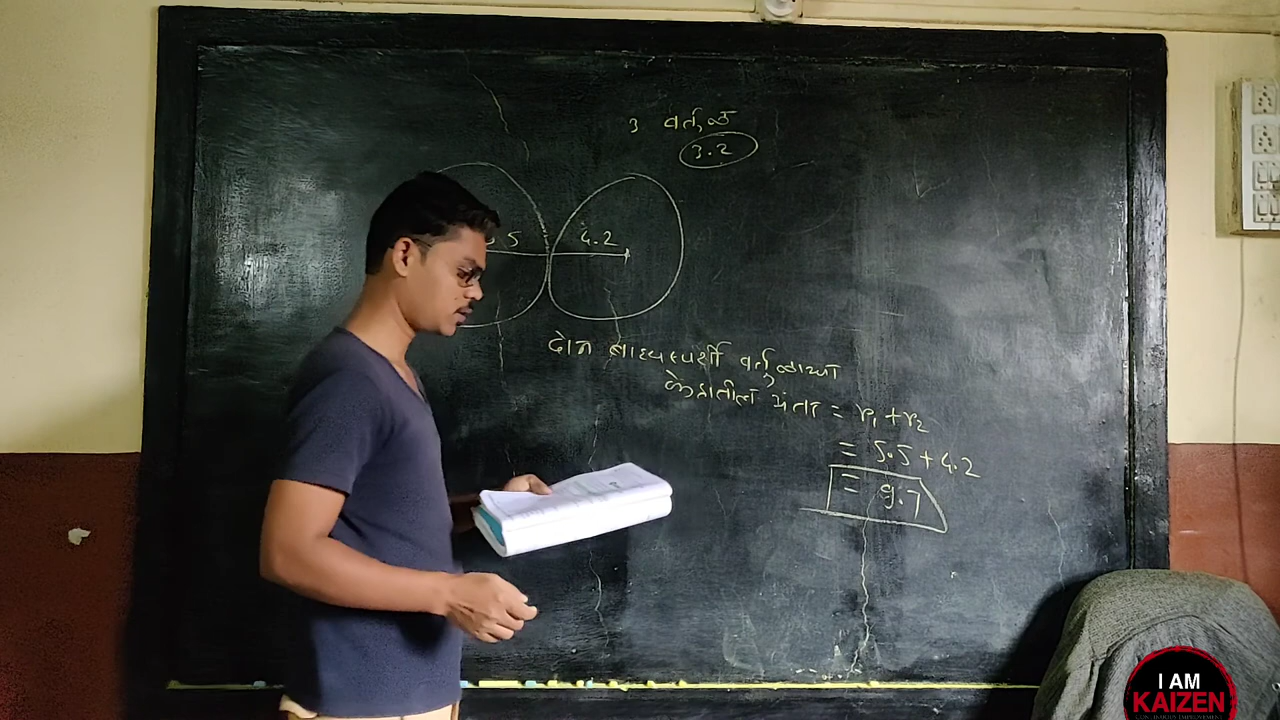 ३ वर्तुळ
3.2
5 4.2
दोन बाह्यस्पर्शी वर्तुळाच्या
केंद्रातील अंतर = r₁ + r₂
= 5.5 + 4.2
= 9.7
I AM
KAIZEN